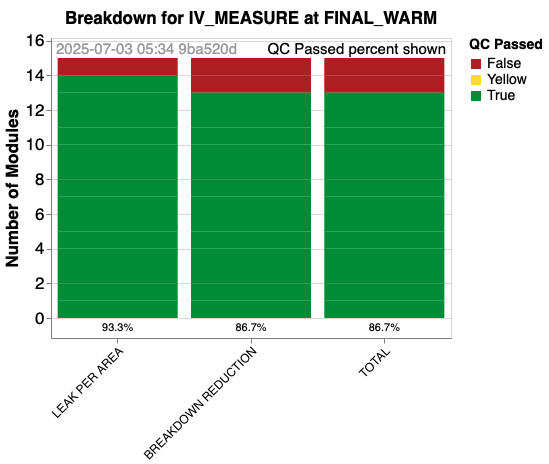 Breakdown for IV_MEASURE at FINAL_WARM
2025-07-03 05:34 9ba520d
QC Passed percent shown
QC Passed
False
Yellow
True
Number of Modules
16
14
12
10
8
6
4
2
0
93.3%
86.7%
86.7%
LEAK PER AREA
BREAKDOWN REDUCTION
TOTAL